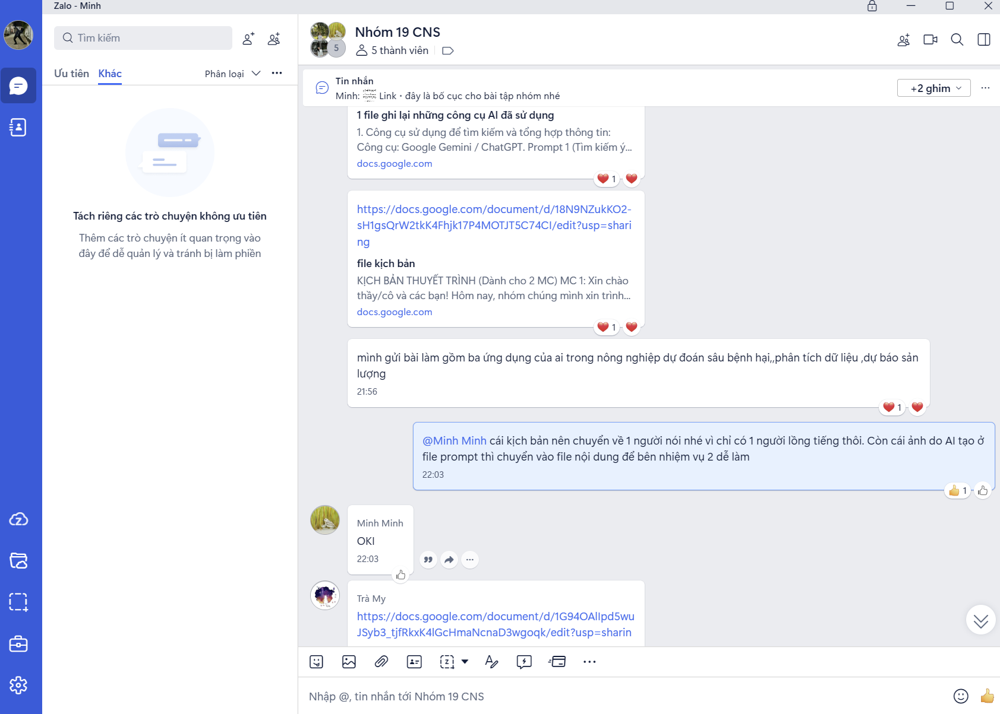 Zalo - Minh
Tìm kiếm
Ưu tiên
Khác
Phân loại
Tách riêng các trò chuyện không ưu tiên
Thêm các trò chuyện ít quan trọng vào
đây để dễ quản lý và tránh bị làm phiền
Nhóm 19 CNS
5
5 thành viên
Tin nhắn
Minh: Link • đây là bố cục cho bài tập nhóm nhé
+2 ghim
1 file ghi lại những công cụ AI đã sử dụng
1. Công cụ sử dụng để tìm kiếm và tổng hợp thông tin:
Công cụ: Google Gemini / ChatGPT. Prompt 1 (Tìm kiếm ý...
docs.google.com
1
https://docs.google.com/document/d/18N9NZukKO2-
sH1gsQrW2tkK4Fhjk17P4MOTJT5C74CI/edit?usp=shari
ng
file kịch bản
KỊCH BẢN THUYẾT TRÌNH (Dành cho 2 MC) MC 1: Xin chào
thầy/cô và các bạn! Hôm nay, nhóm chúng mình xin trình...
docs.google.com
1
mình gửi bài làm gồm ba ứng dụng của ai trong nông nghiệp dự đoán sâu bệnh hại,,phân tích dữ liệu ,dự báo sản
lượng
21:56
1
@Minh Minh cái kịch bản nên chuyển về 1 người nói nhé vì chỉ có 1 người lồng tiếng thôi. Còn cái ảnh do AI tạo ở
file prompt thì chuyển vào file nội dung để bên nhiệm vụ 2 dễ làm
22:03
1
Minh Minh
OKI
22:03
Trà My
https://docs.google.com/document/d/1G94OAlIpd5wu
JSyb3_tjfRkxK4lGcHmaNcnaD3wgoqk/edit?usp=sharin
Nhập @, tin nhắn tới Nhóm 19 CNS